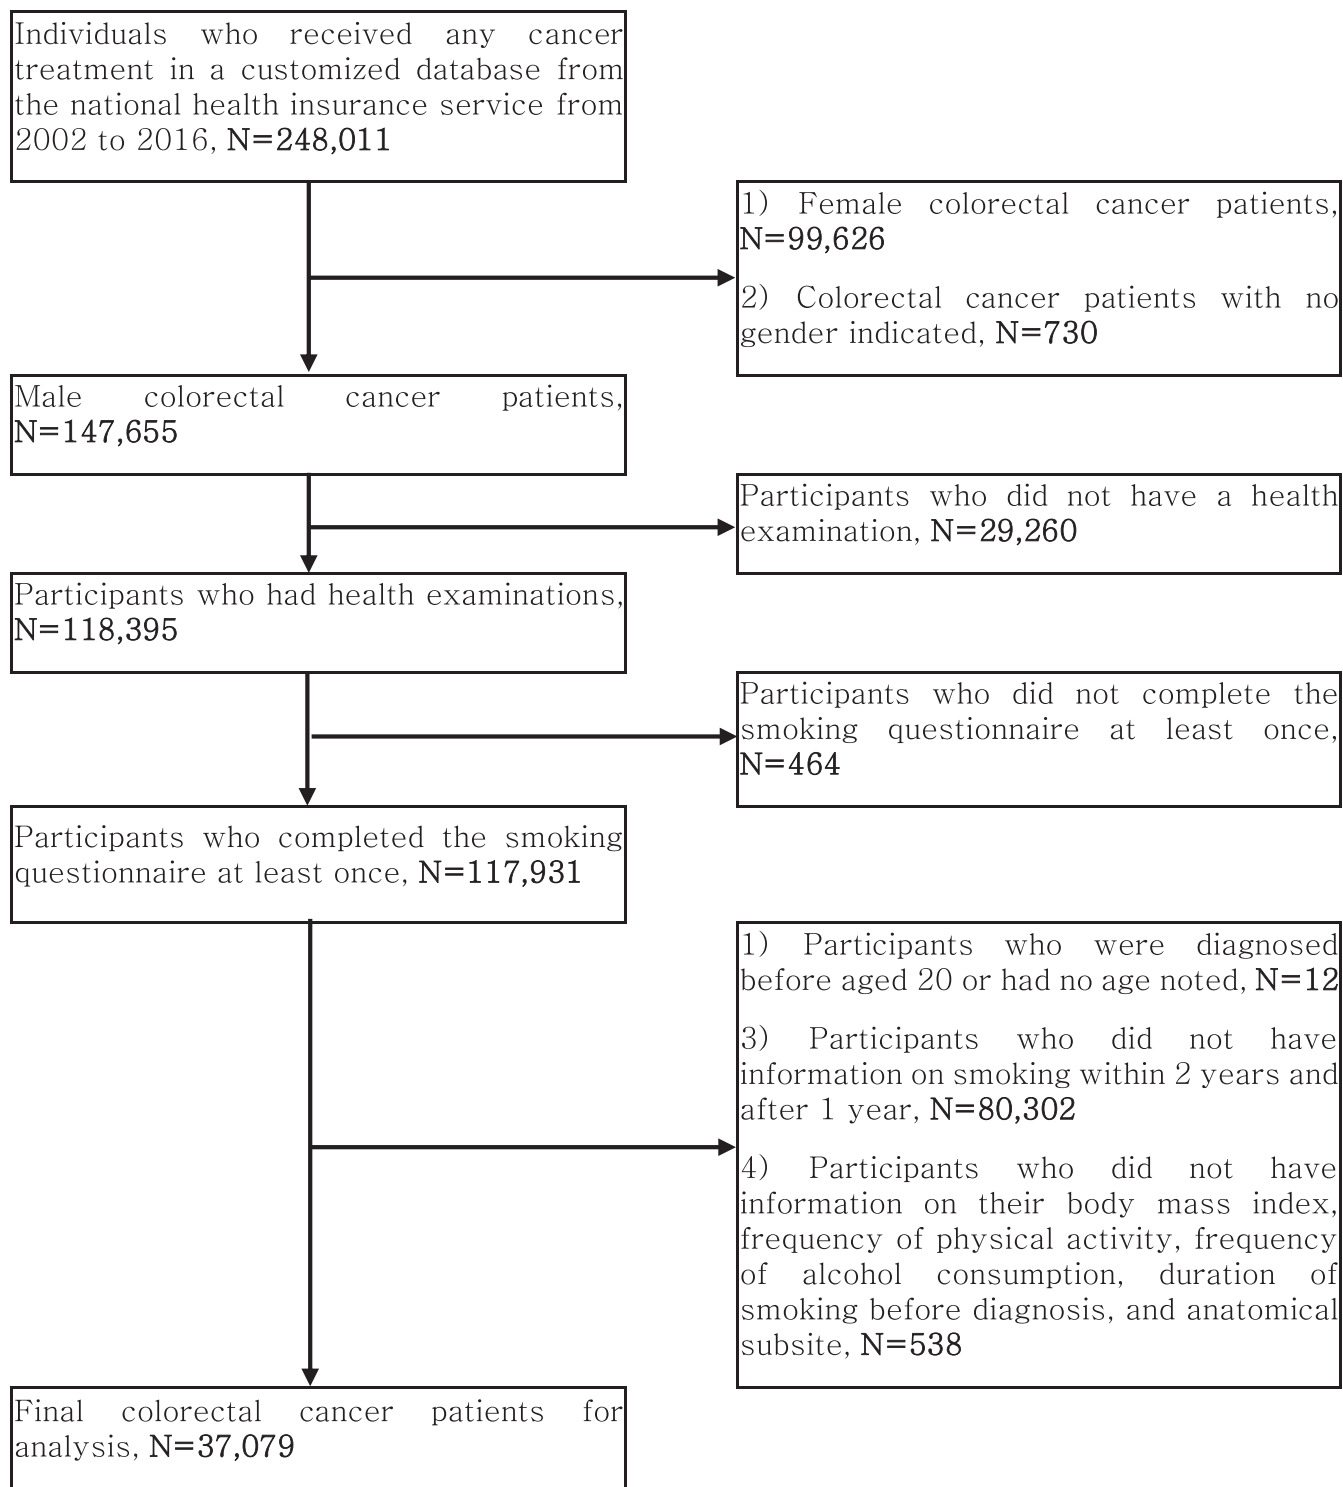 Individuals who received any cancer
treatment in a customized database from
the national health insurance service from
2002 to 2016, N=248,011
1) Female colorectal cancer patients,
N=99,626
2) Colorectal cancer patients with no
gender indicated, N=730
Male colorectal cancer patients,
N=147,655
Participants who did not have a health
examination, N=29,260
Participants who had health examinations,
N=118,395
Participants who did not complete the
smoking questionnaire at least once,
N=464
Participants who completed the smoking
questionnaire at least once, N=117,931
1) Participants who were diagnosed
before aged 20 or had no age noted, N=12
3) Participants who did not have
information on smoking within 2 years and
after 1 year, N=80,302
4) Participants who did not have
information on their body mass index,
frequency of physical activity, frequency
of alcohol consumption, duration of
smoking before diagnosis, and anatomical
subsite, N=538
Final colorectal cancer patients for
analysis, N=37,079